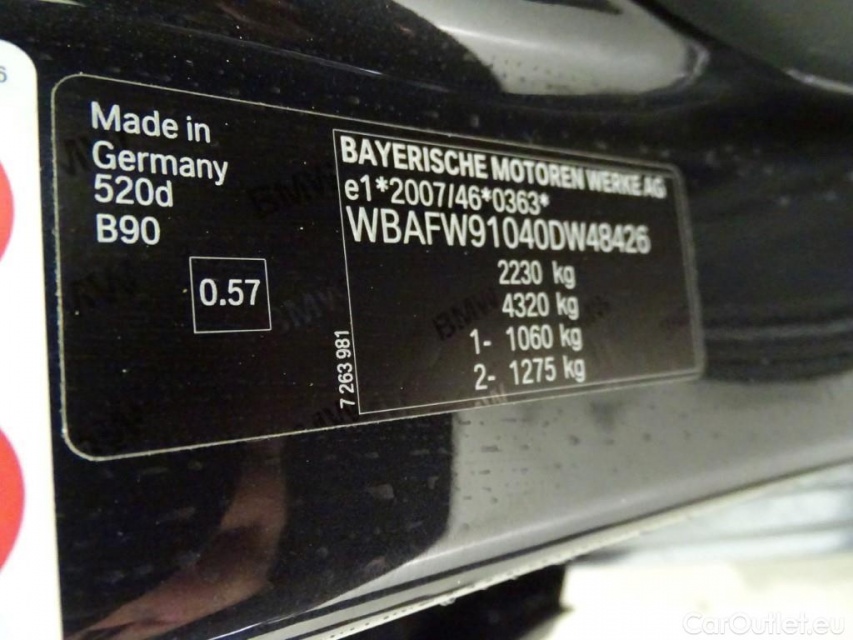 6
Made in
Germany
520d
B90
0.57
7 263 981
BAYERISCHE MOTOREN WERKE AG
e1*2007/46*0363*
WBAFW91040DW48426
2230 kg
4320 kg
1- 1060 kg
2- 1275 kg
CarOutlet.eu